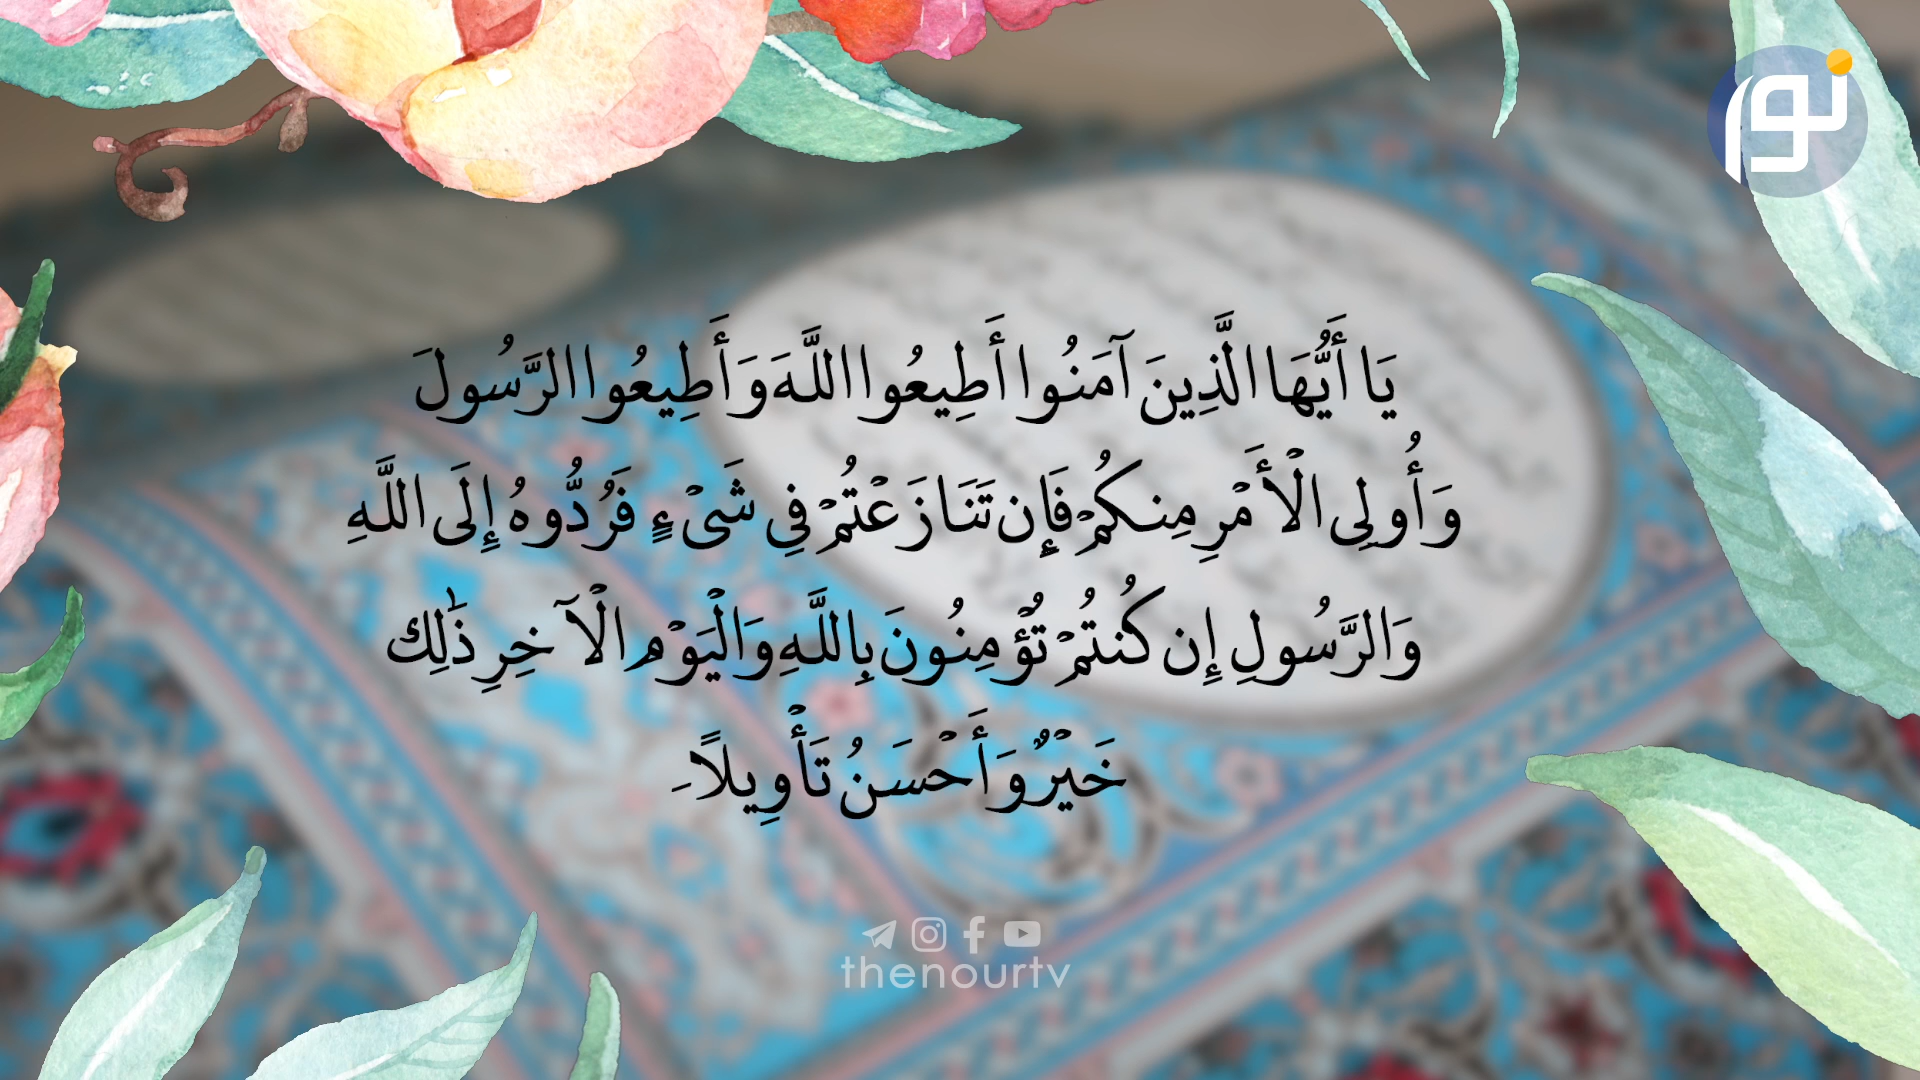 نور
يَا أَيُّهَا الَّذِينَ آمَنُوا أَطِيعُوا اللَّهَ وَأَطِيعُوا الرَّسُولَ
وَأُولِى الْأَمْرِ مِنكُمْ فَإِن تَنَازَعْتُمْ فِي شَىْءٍ فَرُدُّوهُ إِلَى اللَّهِ
وَالرَّسُولِ إِن كُنتُمْ تُؤْمِنُونَ بِاللَّهِ وَالْيَوْمِ الْآخِرِ ذَٰلِكَ
خَيْرٌ وَأَحْسَنُ تَأْوِيلًا
thenourtv